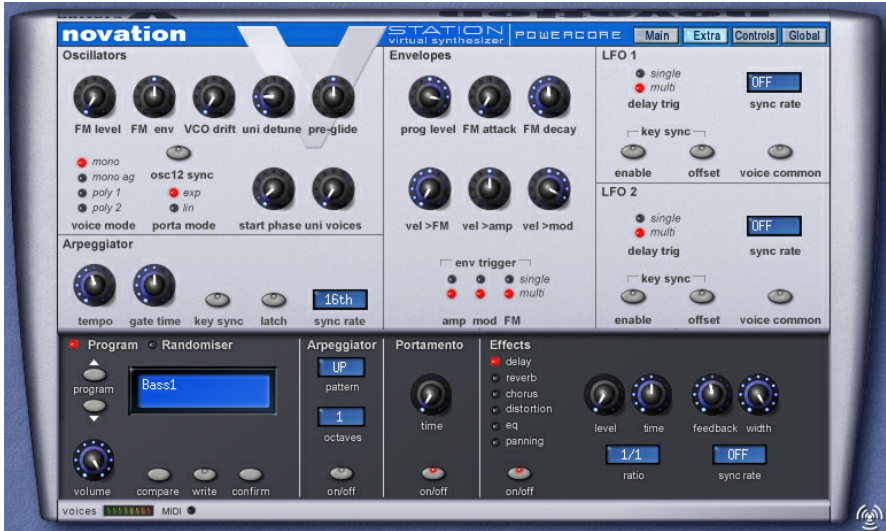 novation
STATION
virtual synthesizer
POWERCORE
Main
Extra
Controls
Global
Oscillators
FM level
FM env
VCO drift
uni detune
pre-glide
mono
mono ag
poly 1
poly 2
voice mode
osc12 sync
exp
lin
porta mode
start phase
uni voices
Arpeggiator
tempo
gate time
key sync
latch
16th
sync rate
Envelopes
prog level
FM attack
FM decay
vel >FM
vel >amp
vel >mod
env trigger
single
multi
amp mod FM
LFO 1
single
multi
delay trig
OFF
sync rate
key sync
enable
offset
voice common
LFO 2
single
multi
delay trig
OFF
sync rate
key sync
enable
offset
voice common
Program
Randomiser
program
Bass1
volume
compare
write
confirm
Arpeggiator
UP
pattern
1
octaves
on/off
Portamento
time
on/off
Effects
delay
reverb
chorus
distortion
eq
panning
on/off
level
time
feedback
width
1/1
ratio
OFF
sync rate
voices
MIDI